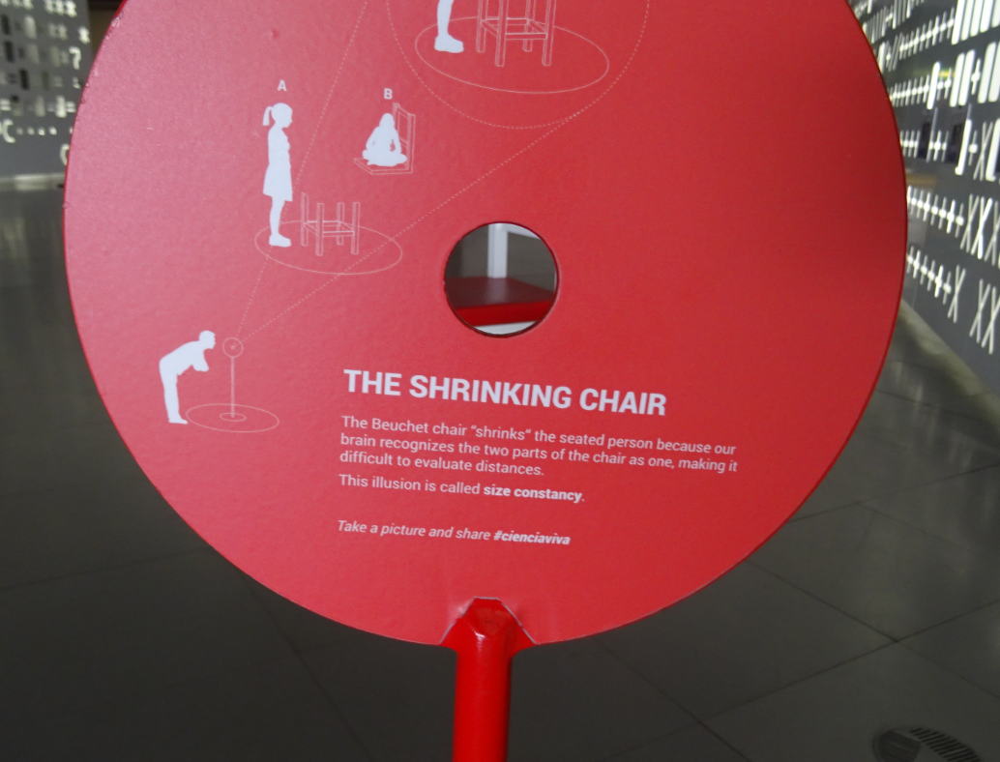 A
B
THE SHRINKING CHAIR
The Beuchet chair "shrinks" the seated person because our
brain recognizes the two parts of the chair as one, making it
difficult to evaluate distances.
This illusion is called size constancy.
Take a picture and share #cienciaviva